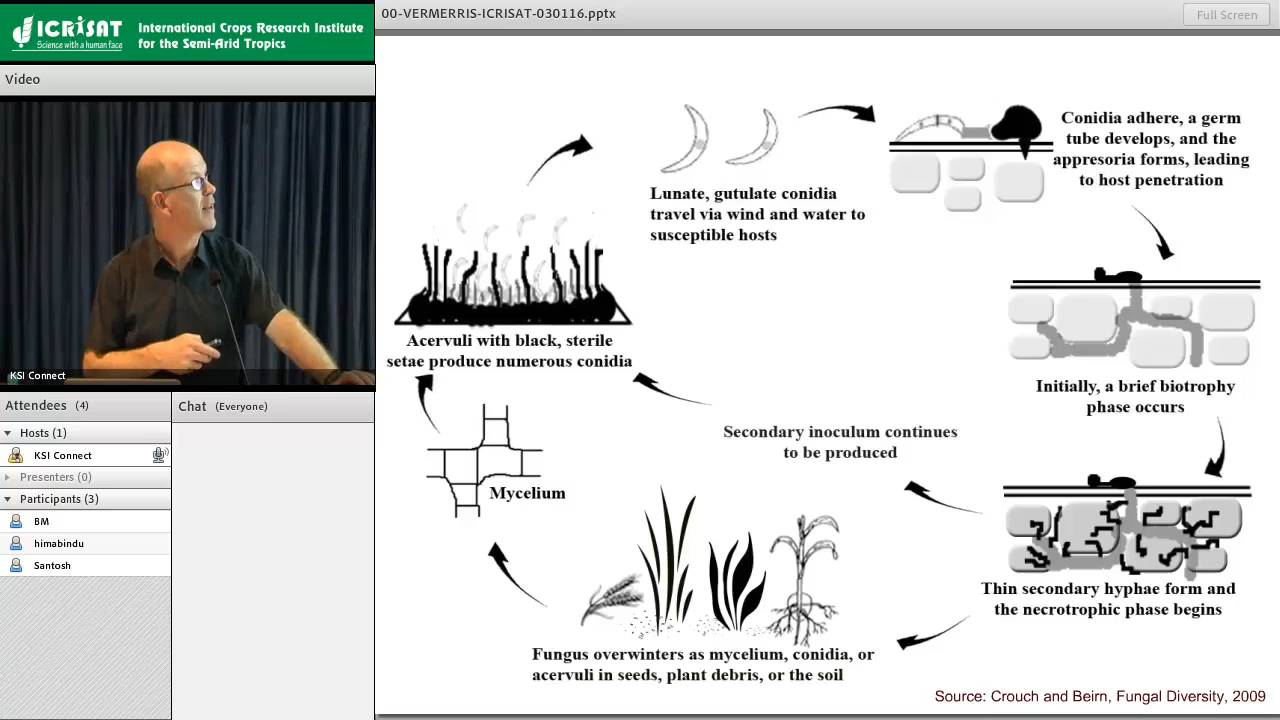 ICRISAT
Science with a human face
International Crops Research Institute
for the Semi-Arid Tropics
00-VERMERRIS-ICRISAT-030116.pptx
Full Screen
Video
KSI Connect
Attendees (4)
Hosts (1)
KSI Connect
Presenters (0)
Participants (3)
BM
himabindu
Santosh
Chat (Everyone)
Lunate, gutulate conidia
travel via wind and water to
susceptible hosts
Conidia adhere, a germ
tube develops, and the
appresoria forms, leading
to host penetration
Initially, a brief biotrophy
phase occurs
Thin secondary hyphae form and
the necrotrophic phase begins
Secondary inoculum continues
to be produced
Fungus overwinters as mycelium, conidia, or
acervuli in seeds, plant debris, or the soil
Mycelium
Acervuli with black, sterile
setae produce numerous conidia
Source: Crouch and Beirn, Fungal Diversity, 2009